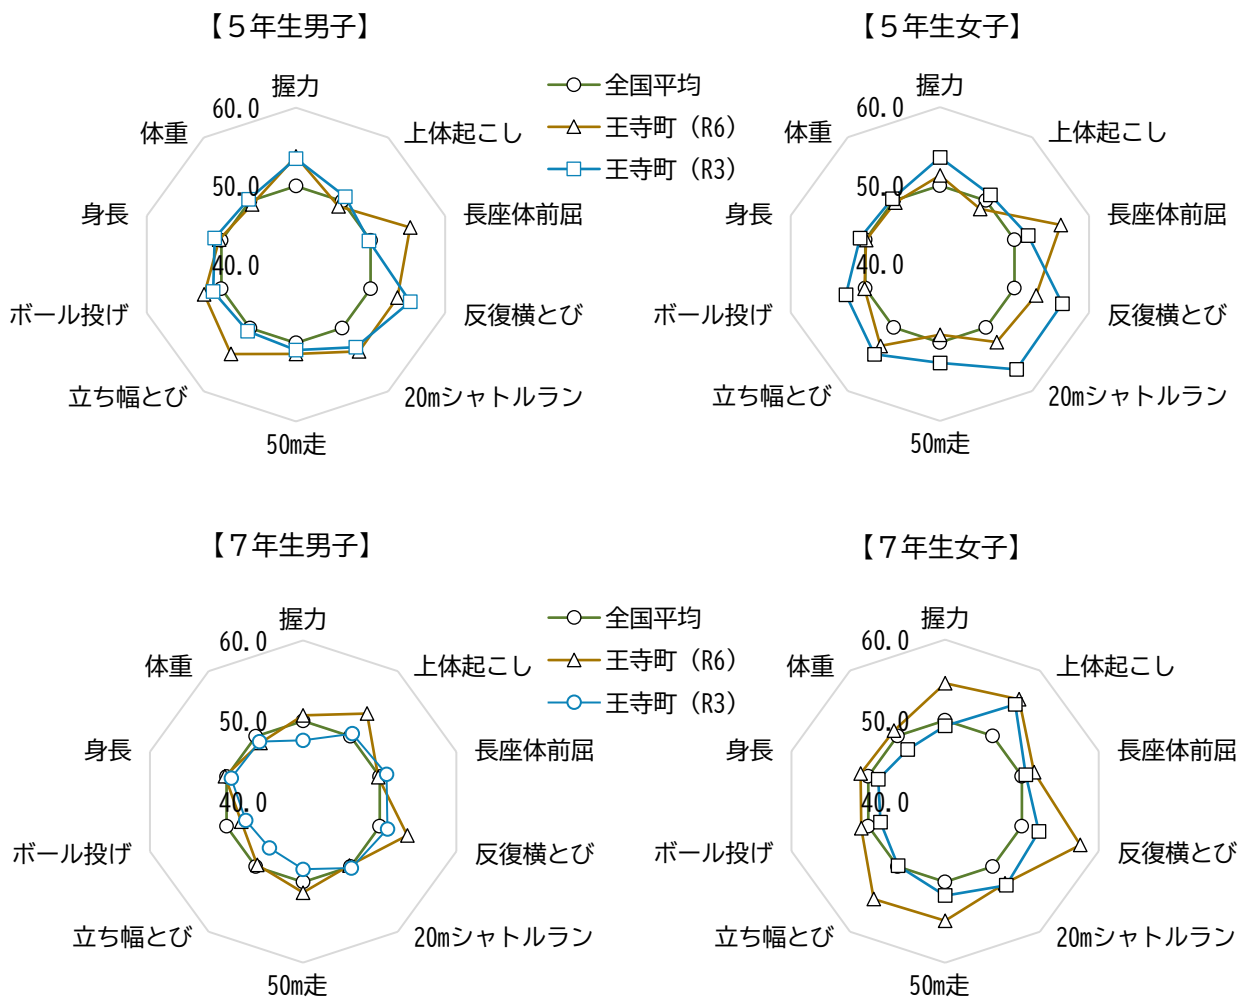 【５年生男子】
握力
60.0
体重
上体起こし
50.0
身長
長座体前屈
40.0
ボール投げ
反復横とび
立ち幅とび
20mシャトルラン
50m走
全国平均
王寺町（R6）
王寺町（R3）
【５年生女子】
握力
60.0
体重
上体起こし
50.0
身長
長座体前屈
40.0
ボール投げ
反復横とび
立ち幅とび
20mシャトルラン
50m走
【７年生男子】
握力
60.0
体重
上体起こし
50.0
身長
長座体前屈
40.0
ボール投げ
反復横とび
立ち幅とび
20mシャトルラン
50m走
全国平均
王寺町（R6）
王寺町（R3）
【７年生女子】
握力
60.0
体重
上体起こし
50.0
身長
長座体前屈
40.0
ボール投げ
反復横とび
立ち幅とび
20mシャトルラン
50m走